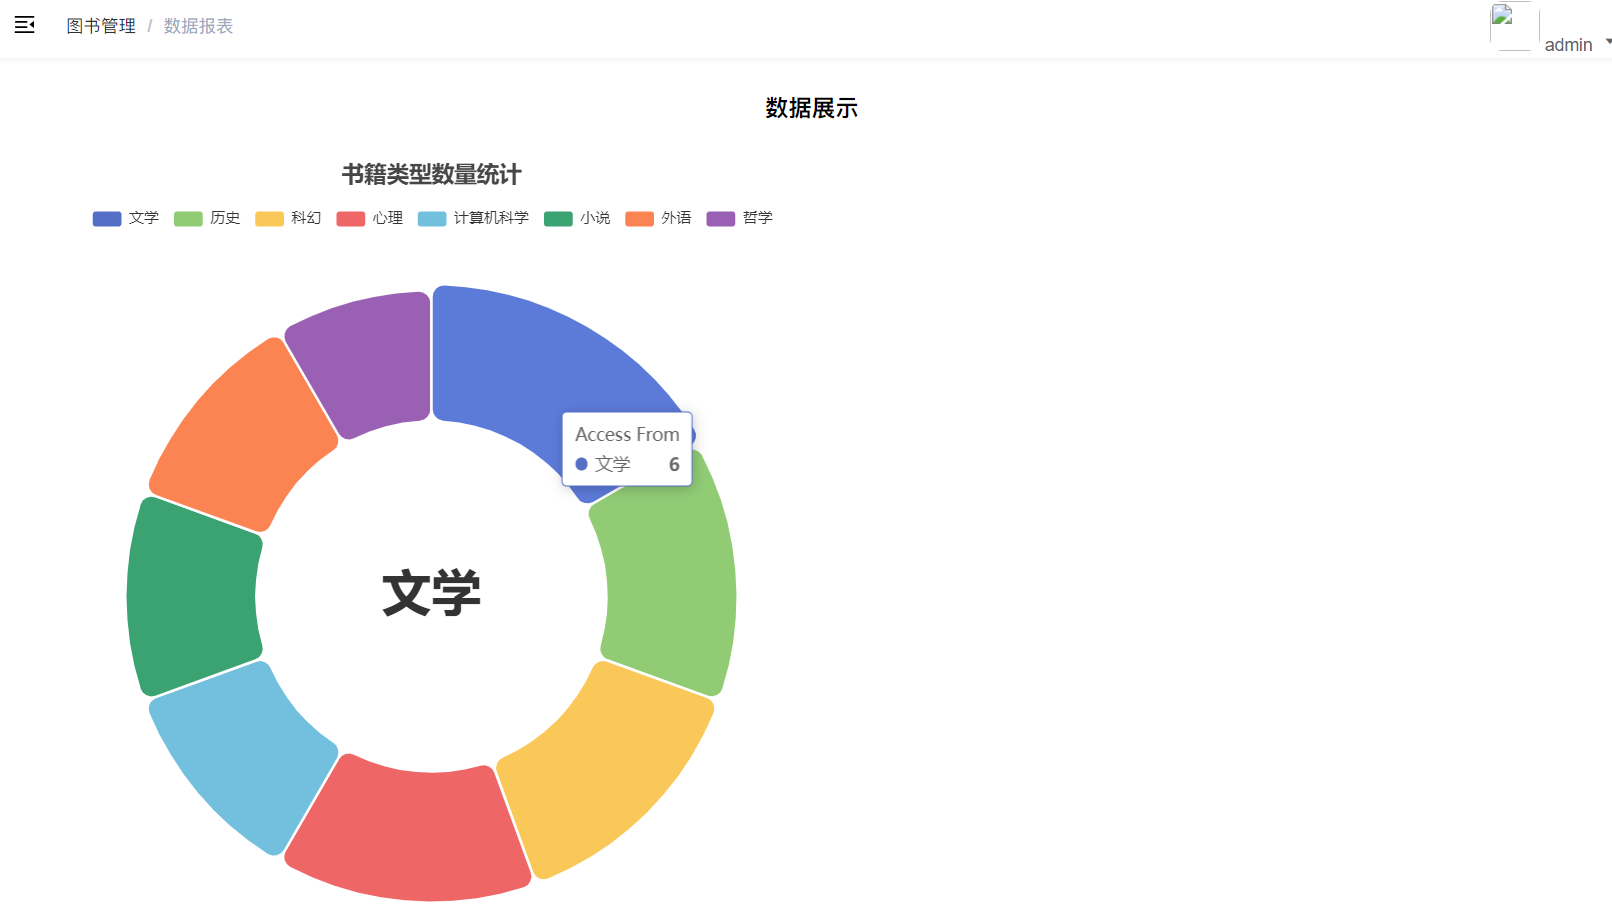 图书管理 / 数据报表
admin
数据展示
书籍类型数量统计
文学 历史 科幻 心理 计算机科学 小说 外语 哲学
Access From
文学 6
文学